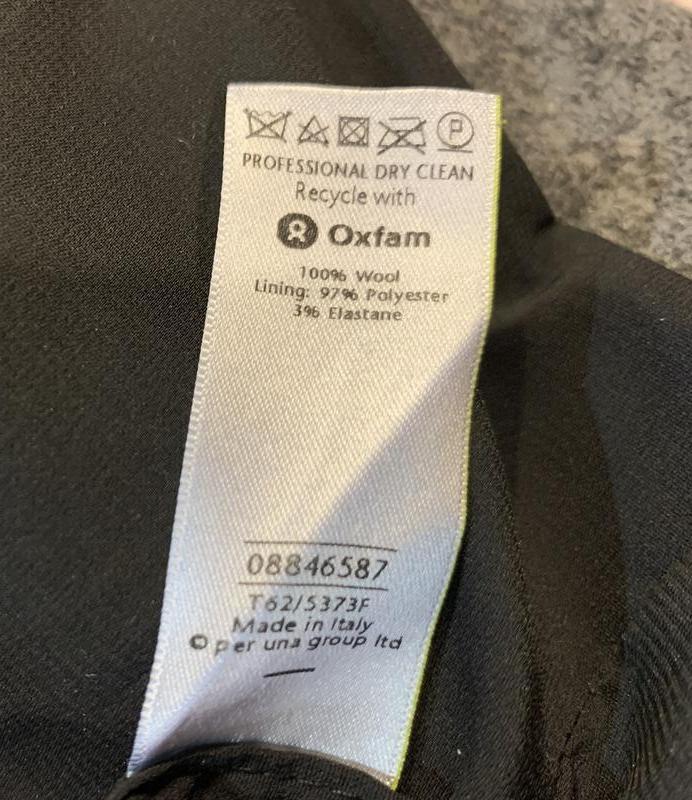 P
PROFESSIONAL DRY CLEAN
Recycle with
Oxfam
100% Wool
Lining: 97% Polyester
3% Elastane
08846587
T62/5373F
Made in Italy
© per una group ltd